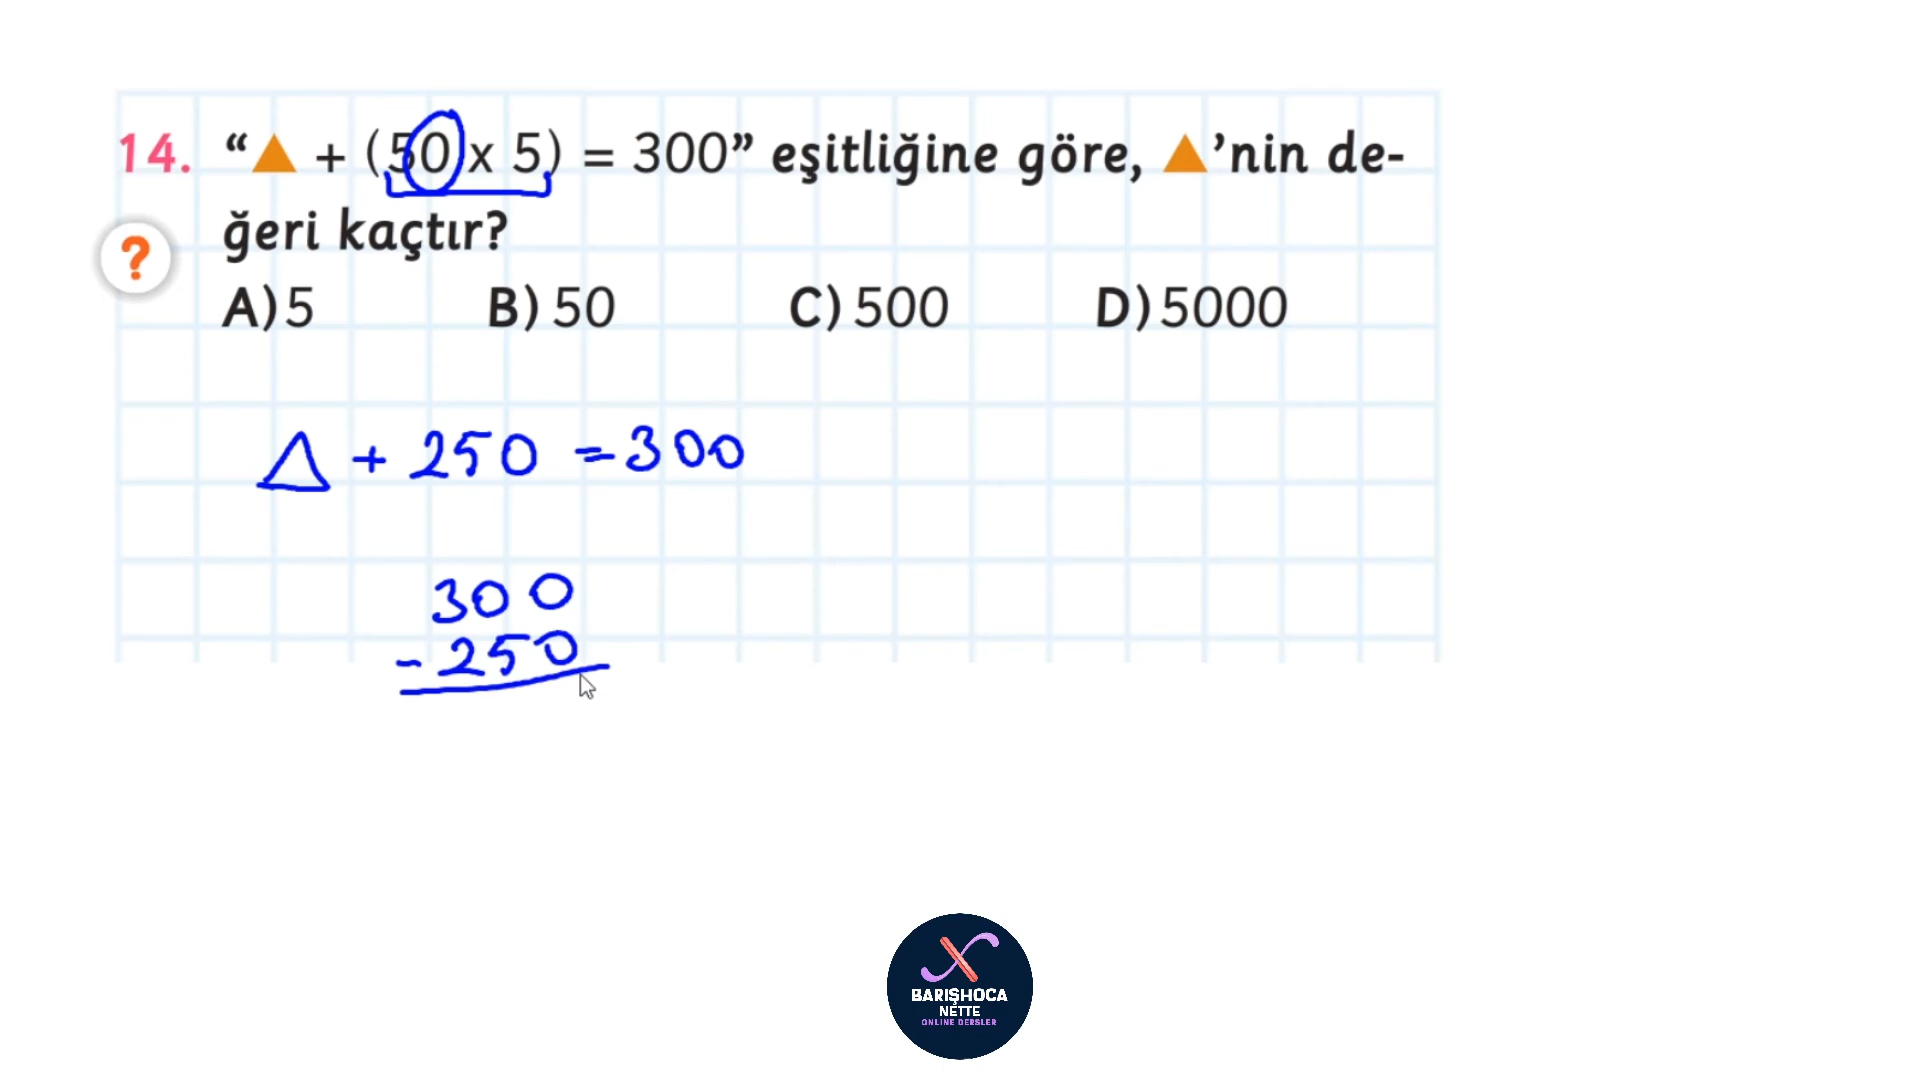 14. “▲ + (50 x 5) = 300” eşitliğine göre, ▲’nin de-
ğeri kaçtır?
?
A) 5 B) 50 C) 500 D) 5000
Δ + 250 = 300
300
- 250
BARIŞHOCA
NETTE
ONLINE DERSLER